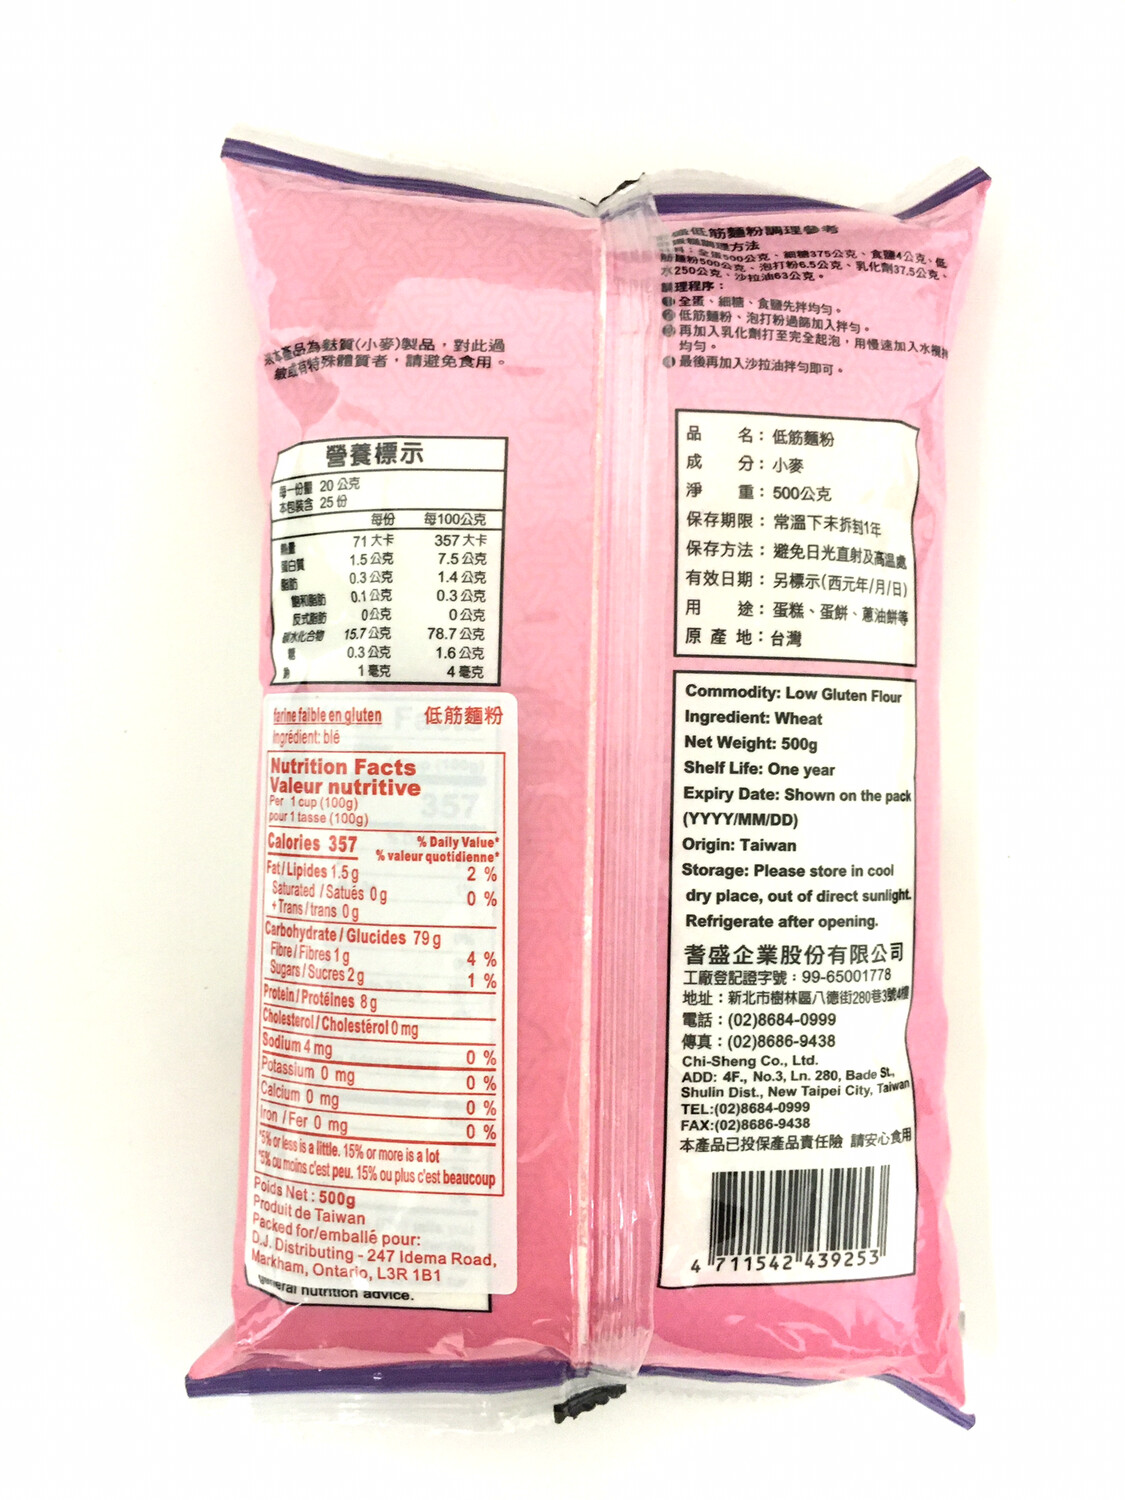 本產品為麩質(小麥)製品，對此過
敏或有特殊體質者，請避免食用。
營養標示
每一份量 20 公克
本包裝含 25 份
每份 每100公克
熱量 71 大卡 357 大卡
蛋白質 1.5 公克 7.5 公克
脂肪 0.3 公克 1.4 公克
飽和脂肪 0.1 公克 0.3 公克
反式脂肪 0公克 0公克
碳水化合物 15.7 公克 78.7 公克
糖 0.3 公克 1.6 公克
鈉 1 毫克 4 毫克
farine faible en gluten 低筋麵粉
ingrédient: blé
Nutrition Facts
Valeur nutritive
Per 1 cup (100g)
pour 1 tasse (100g)
Calories 357 % Daily Value*
% valeur quotidienne*
Fat / Lipides 1.5 g 2 %
Saturated / Satués 0 g 0 %
+ Trans / trans 0 g
Carbohydrate / Glucides 79 g
Fibre / Fibres 1 g 4 %
Sugars / Sucres 2 g 1 %
Protein / Protéines 8 g
Cholesterol / Cholestérol 0 mg
Sodium 4 mg 0 %
Potassium 0 mg 0 %
Calcium 0 mg 0 %
Iron / Fer 0 mg 0 %
*5% or less is a little. 15% or more is a lot
*5% ou moins c'est peu. 15% ou plus c'est beaucoup
Poids Net : 500g
Produit de Taiwan
Packed for/emballé pour:
D.J. Distributing - 247 Idema Road,
Markham, Ontario, L3R 1B1
general nutrition advice.
低筋麵粉調理參考
蛋糕調理方法
全蛋500公克、細糖375公克、食鹽4公克、低
筋麵粉500公克、泡打粉6.5公克、乳化劑37.5公克、
水250公克、沙拉油63公克。
調理程序：
❶全蛋、細糖、食鹽先拌均勻。
❷低筋麵粉、泡打粉過篩加入拌勻。
❸再加入乳化劑打至完全起泡，用慢速加入水攪拌
均勻。
❹最後再加入沙拉油拌勻即可。
品 名：低筋麵粉
成 分：小麥
淨 重：500公克
保存期限：常溫下未拆封1年
保存方法：避免日光直射及高溫處
有效日期：另標示(西元年/月/日)
用 途：蛋糕、蛋餅、蔥油餅等
原 產 地：台灣
Commodity: Low Gluten Flour
Ingredient: Wheat
Net Weight: 500g
Shelf Life: One year
Expiry Date: Shown on the pack
(YYYY/MM/DD)
Origin: Taiwan
Storage: Please store in cool
dry place, out of direct sunlight.
Refrigerate after opening.
耆盛企業股份有限公司
工廠登記證字號：99-65001778
地址：新北市樹林區八德街280巷3號4樓
電話：(02)8684-0999
傳真：(02)8686-9438
Chi-Sheng Co., Ltd.
ADD: 4F., No.3, Ln. 280, Bade St.,
Shulin Dist., New Taipei City, Taiwan
TEL:(02)8684-0999
FAX:(02)8686-9438
本產品已投保產品責任險 請安心食用
4 711542 439253